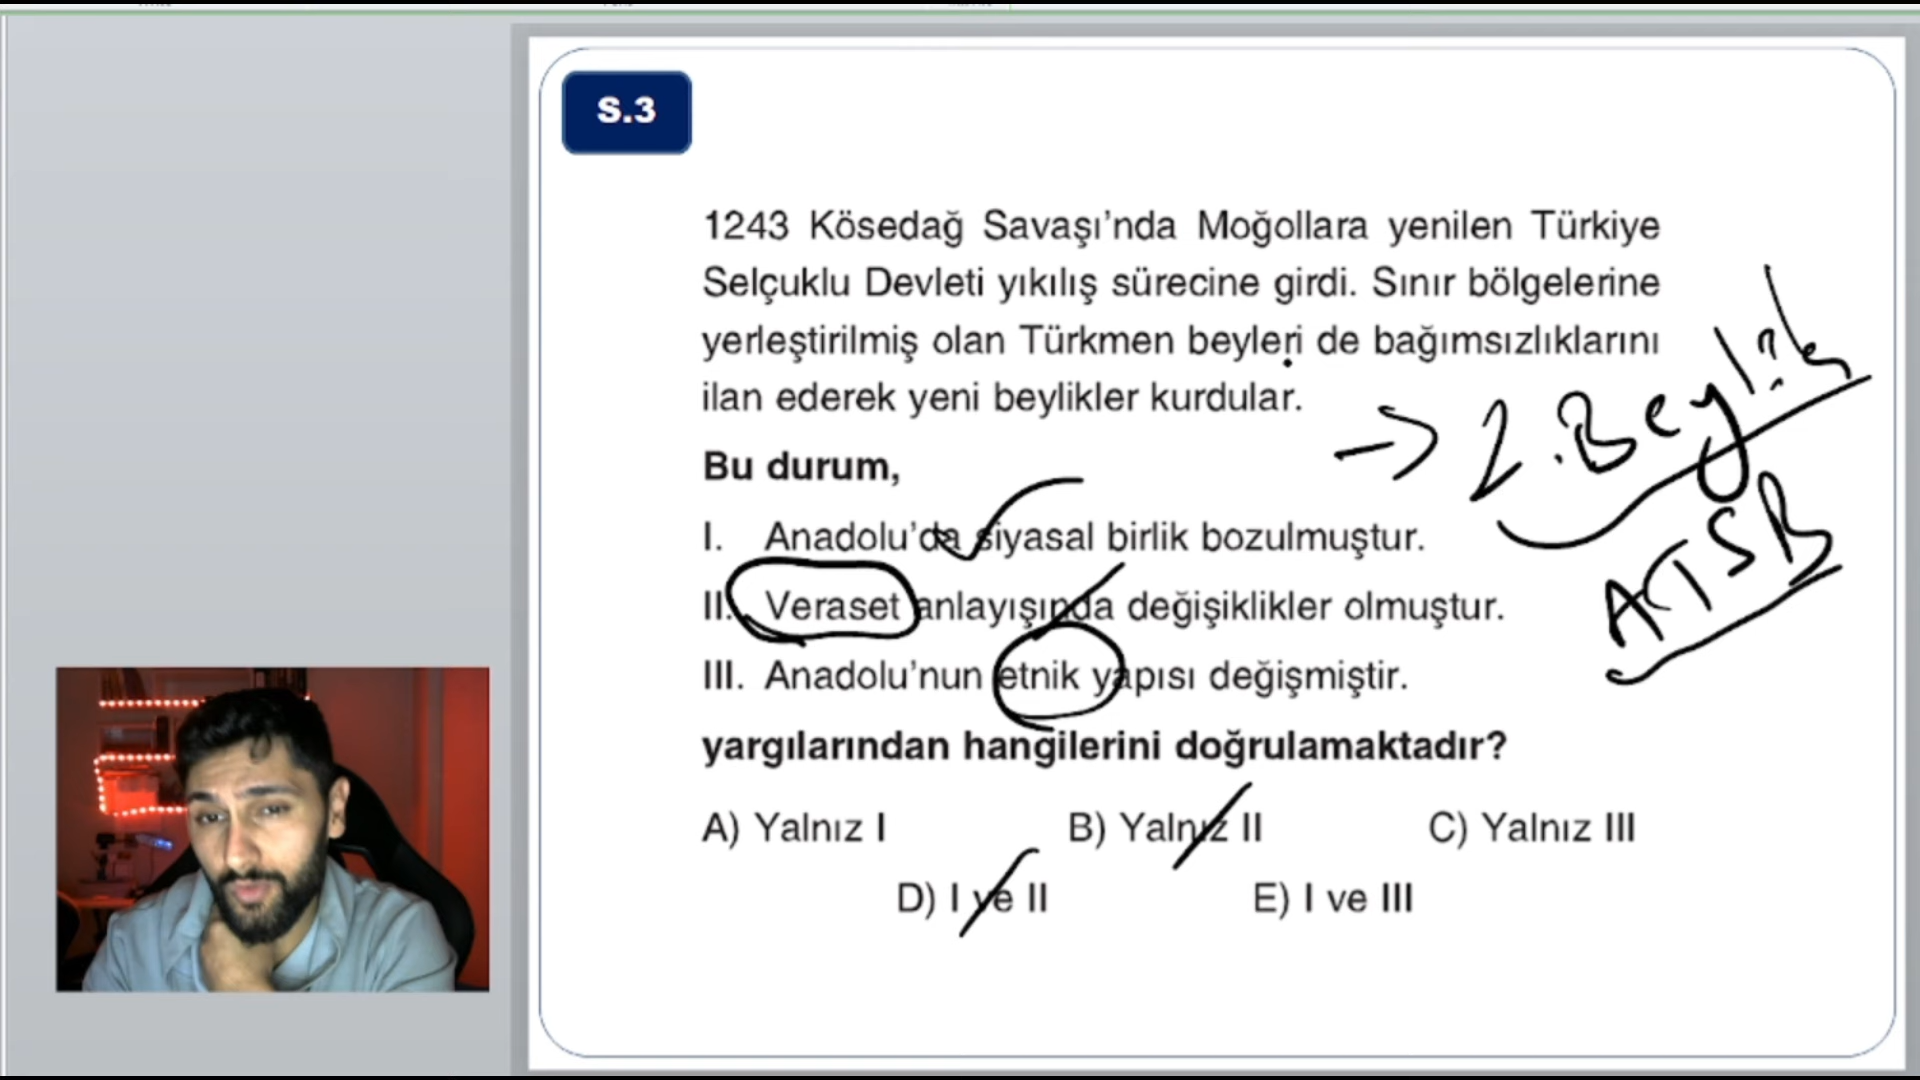 S.3
1243 Kösedağ Savaşı'nda Moğollara yenilen Türkiye
Selçuklu Devleti yıkılış sürecine girdi. Sınır bölgelerine
yerleştirilmiş olan Türkmen beyleri de bağımsızlıklarını
ilan ederek yeni beylikler kurdular.
→ 2.Beylik
Bu durum,
ATSB
I. Anadolu'da siyasal birlik bozulmuştur.
II. Veraset anlayışında değişiklikler olmuştur.
III. Anadolu'nun etnik yapısı değişmiştir.
yargılarından hangilerini doğrulamaktadır?
A) Yalnız I B) Yalnız II C) Yalnız III
D) I ve II E) I ve III